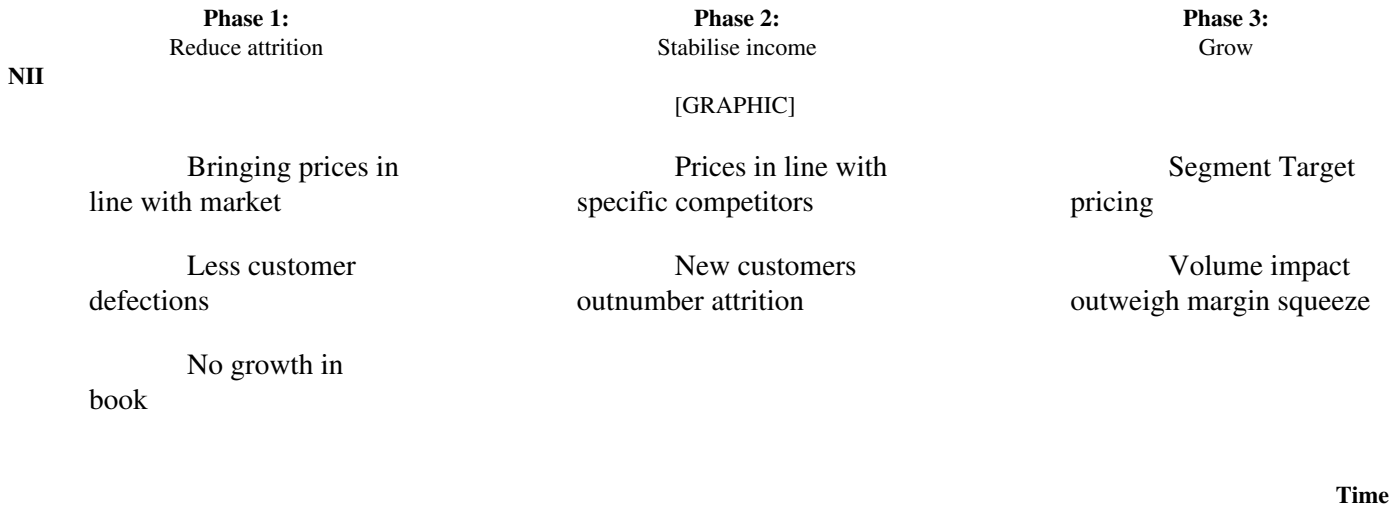 Phase 1:
Reduce attrition
Phase 2:
Stabilise income
Phase 3:
Grow
NII
[GRAPHIC]
Bringing prices in
line with market
Less customer
defections
No growth in
book
Prices in line with
specific competitors
New customers
outnumber attrition
Segment Target
pricing
Volume impact
outweigh margin squeeze
Time